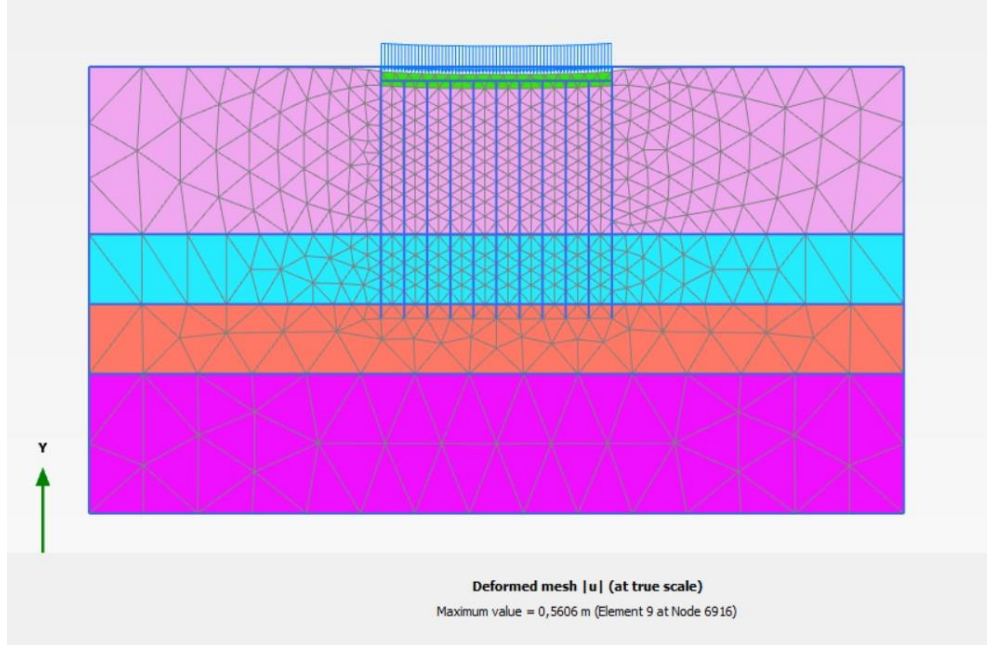 Y
Deformed mesh |u| (at true scale)
Maximum value = 0,5606 m (Element 9 at Node 6916)